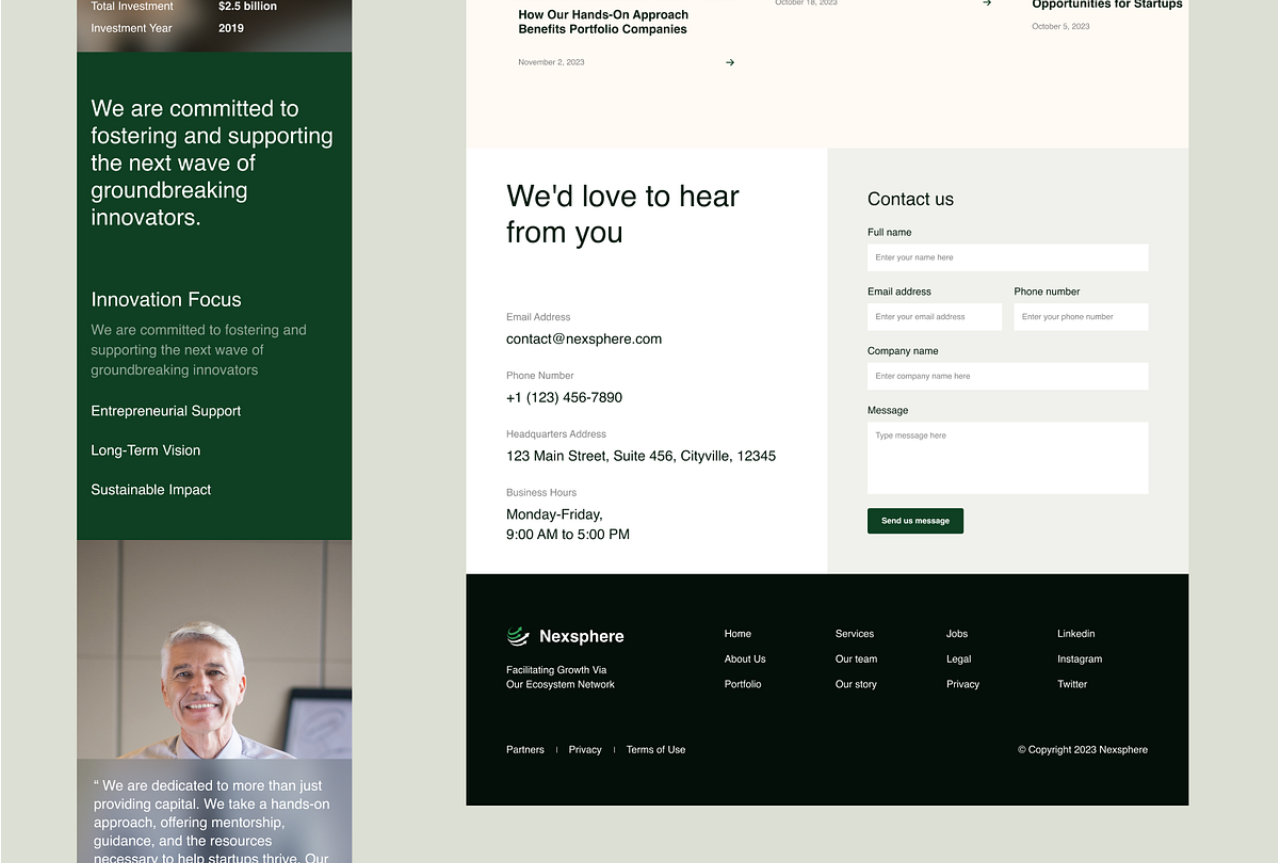 Total Investment
$2.5 billion
Investment Year
2019
We are committed to
fostering and supporting
the next wave of
groundbreaking
innovators.
Innovation Focus
We are committed to fostering and
supporting the next wave of
groundbreaking innovators
Entrepreneurial Support
Long-Term Vision
Sustainable Impact
“ We are dedicated to more than just
providing capital. We take a hands-on
approach, offering mentorship,
guidance, and the resources
necessary to help startups thrive. Our
How Our Hands-On Approach
Benefits Portfolio Companies
November 2, 2023
October 18, 2023
Opportunities for Startups
October 5, 2023
We'd love to hear
from you
Email Address
contact@nexsphere.com
Phone Number
+1 (123) 456-7890
Headquarters Address
123 Main Street, Suite 456, Cityville, 12345
Business Hours
Monday-Friday,
9:00 AM to 5:00 PM
Contact us
Full name
Enter your name here
Email address
Phone number
Enter your email address
Enter your phone number
Company name
Enter company name here
Message
Type message here
Send us message
Nexsphere
Facilitating Growth Via
Our Ecosystem Network
Home
About Us
Portfolio
Services
Our team
Our story
Jobs
Legal
Privacy
Linkedin
Instagram
Twitter
Partners | Privacy | Terms of Use
© Copyright 2023 Nexsphere